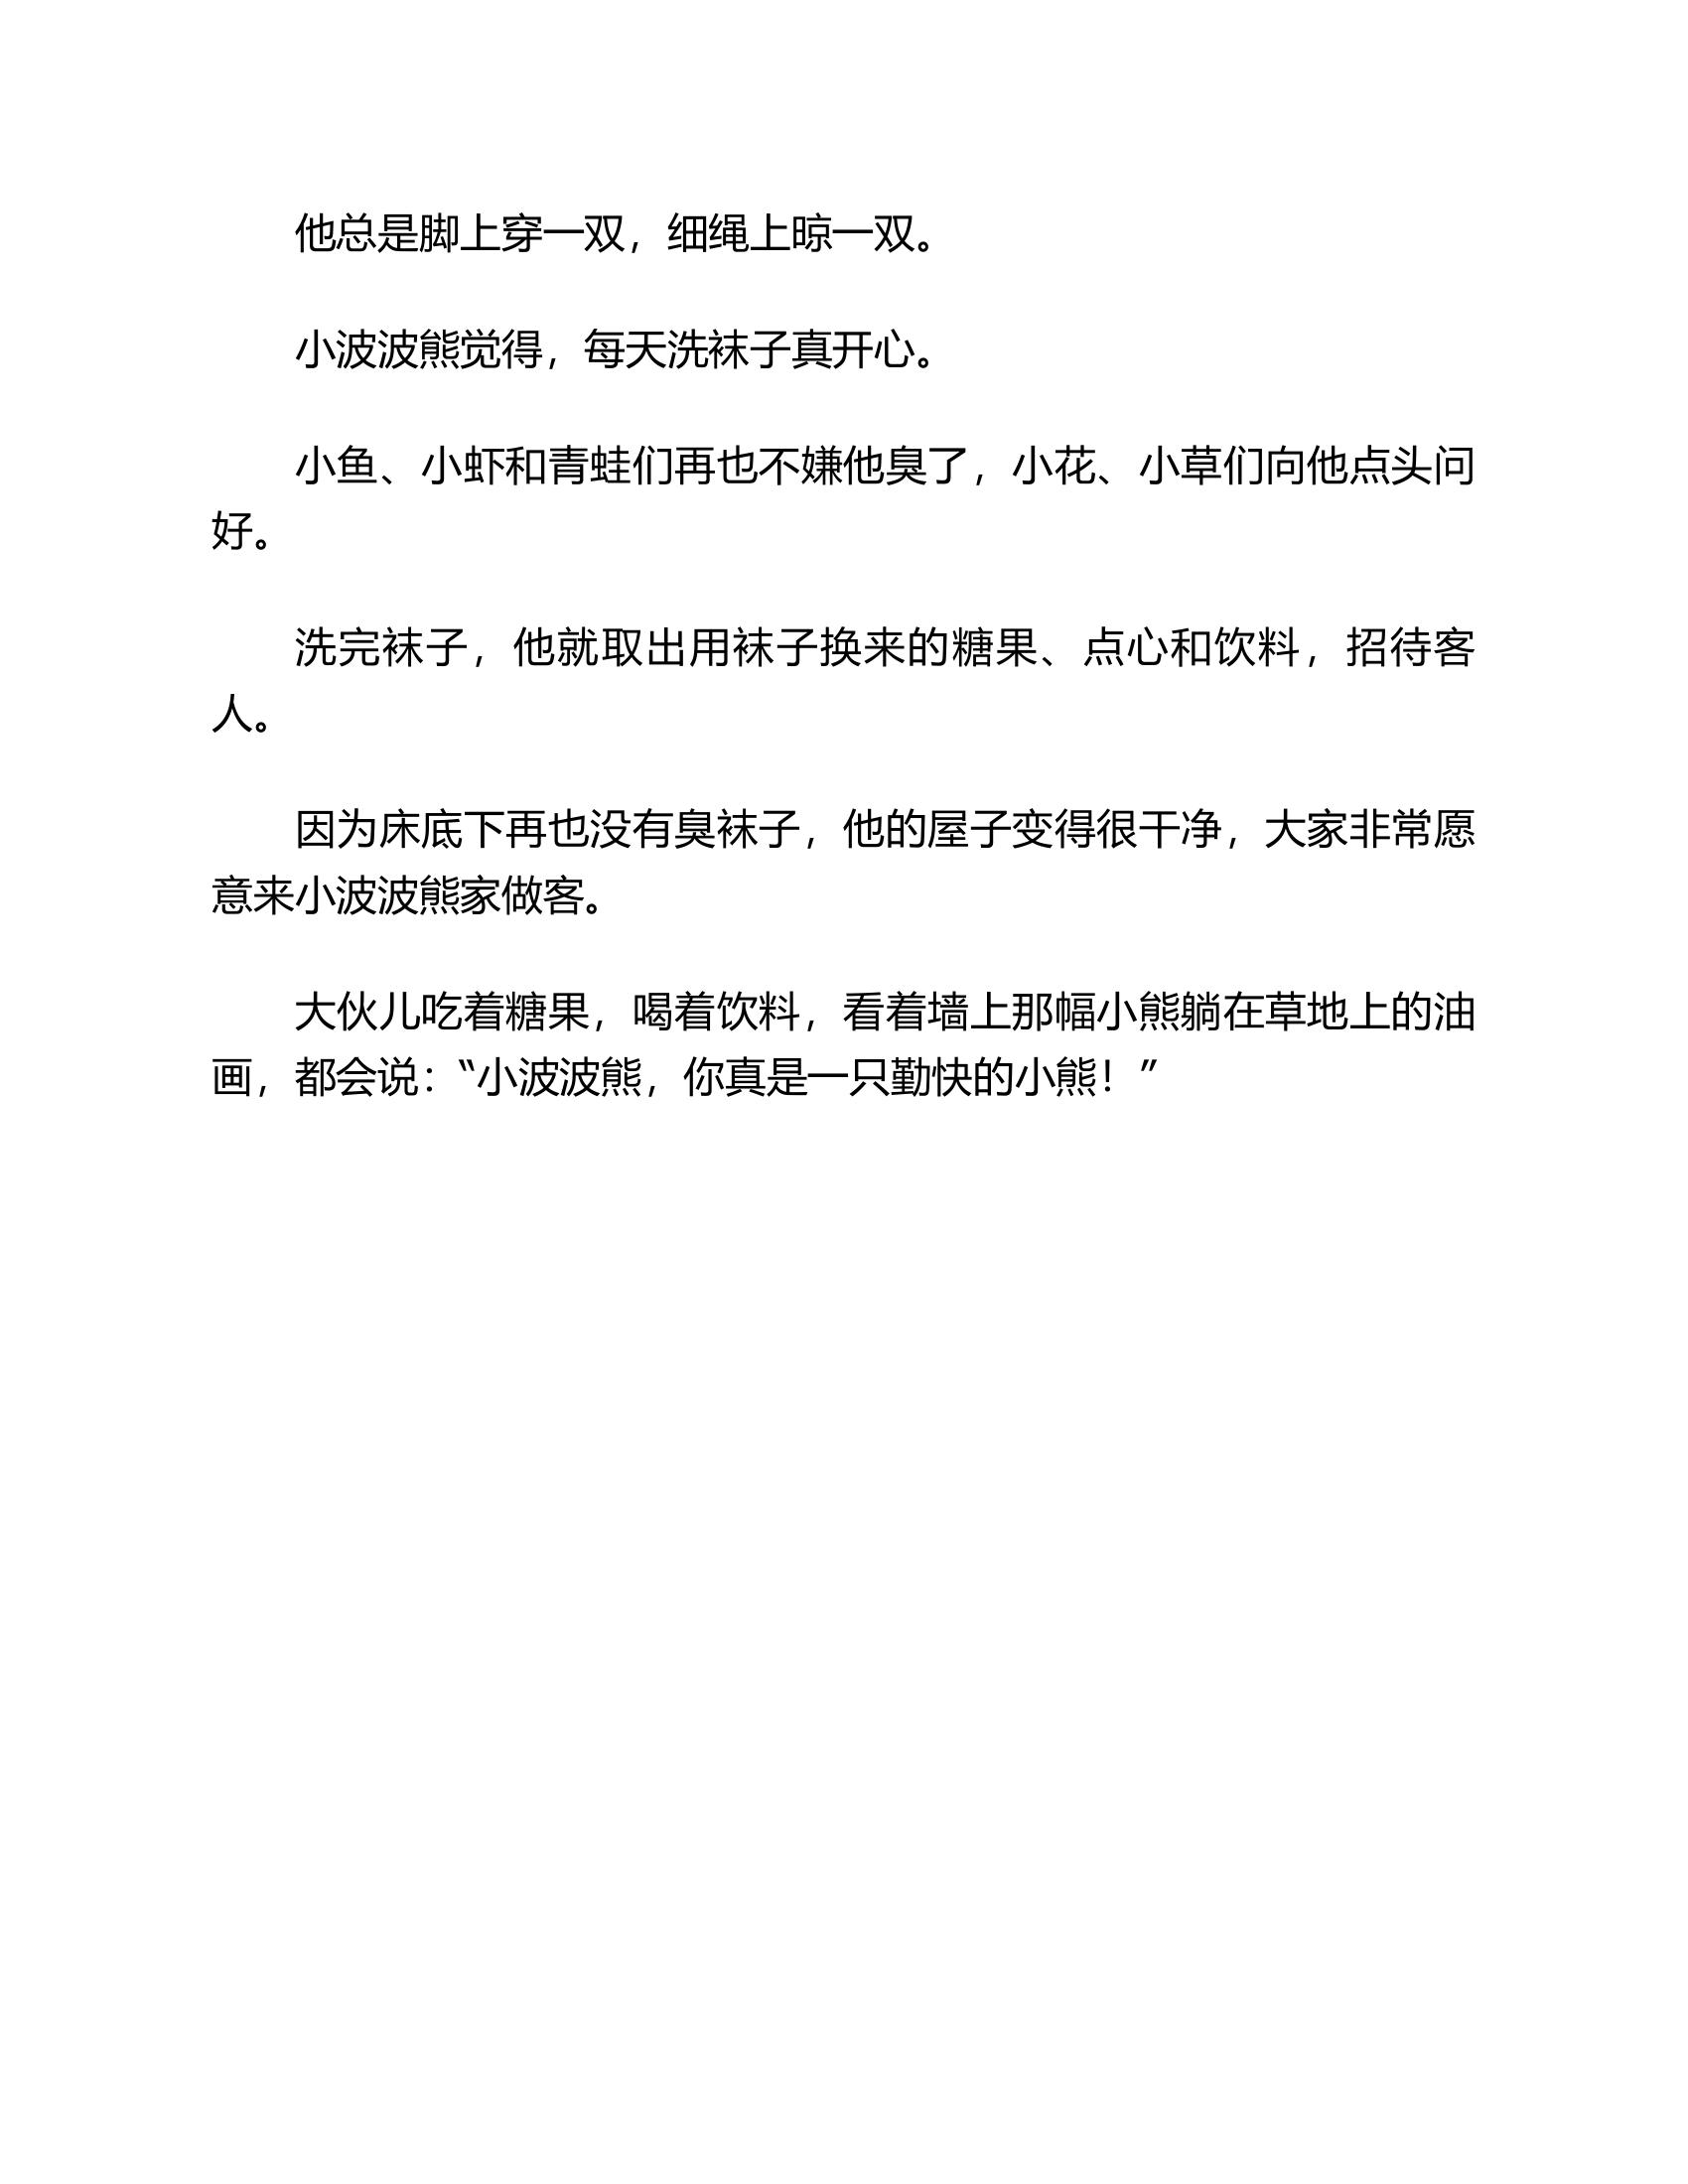 他总是脚上穿一双，细绳上晾一双。
小波波熊觉得，每天洗袜子真开心。
小鱼、小虾和青蛙们再也不嫌他臭了，小花、小草们向他点头问
好。
洗完袜子，他就取出用袜子换来的糖果、点心和饮料，招待客
人。
因为床底下再也没有臭袜子，他的屋子变得很干净，大家非常愿
意来小波波熊家做客。
大伙儿吃着糖果，喝着饮料，看着墙上那幅小熊躺在草地上的油
画，都会说：“小波波熊，你真是一只勤快的小熊！”